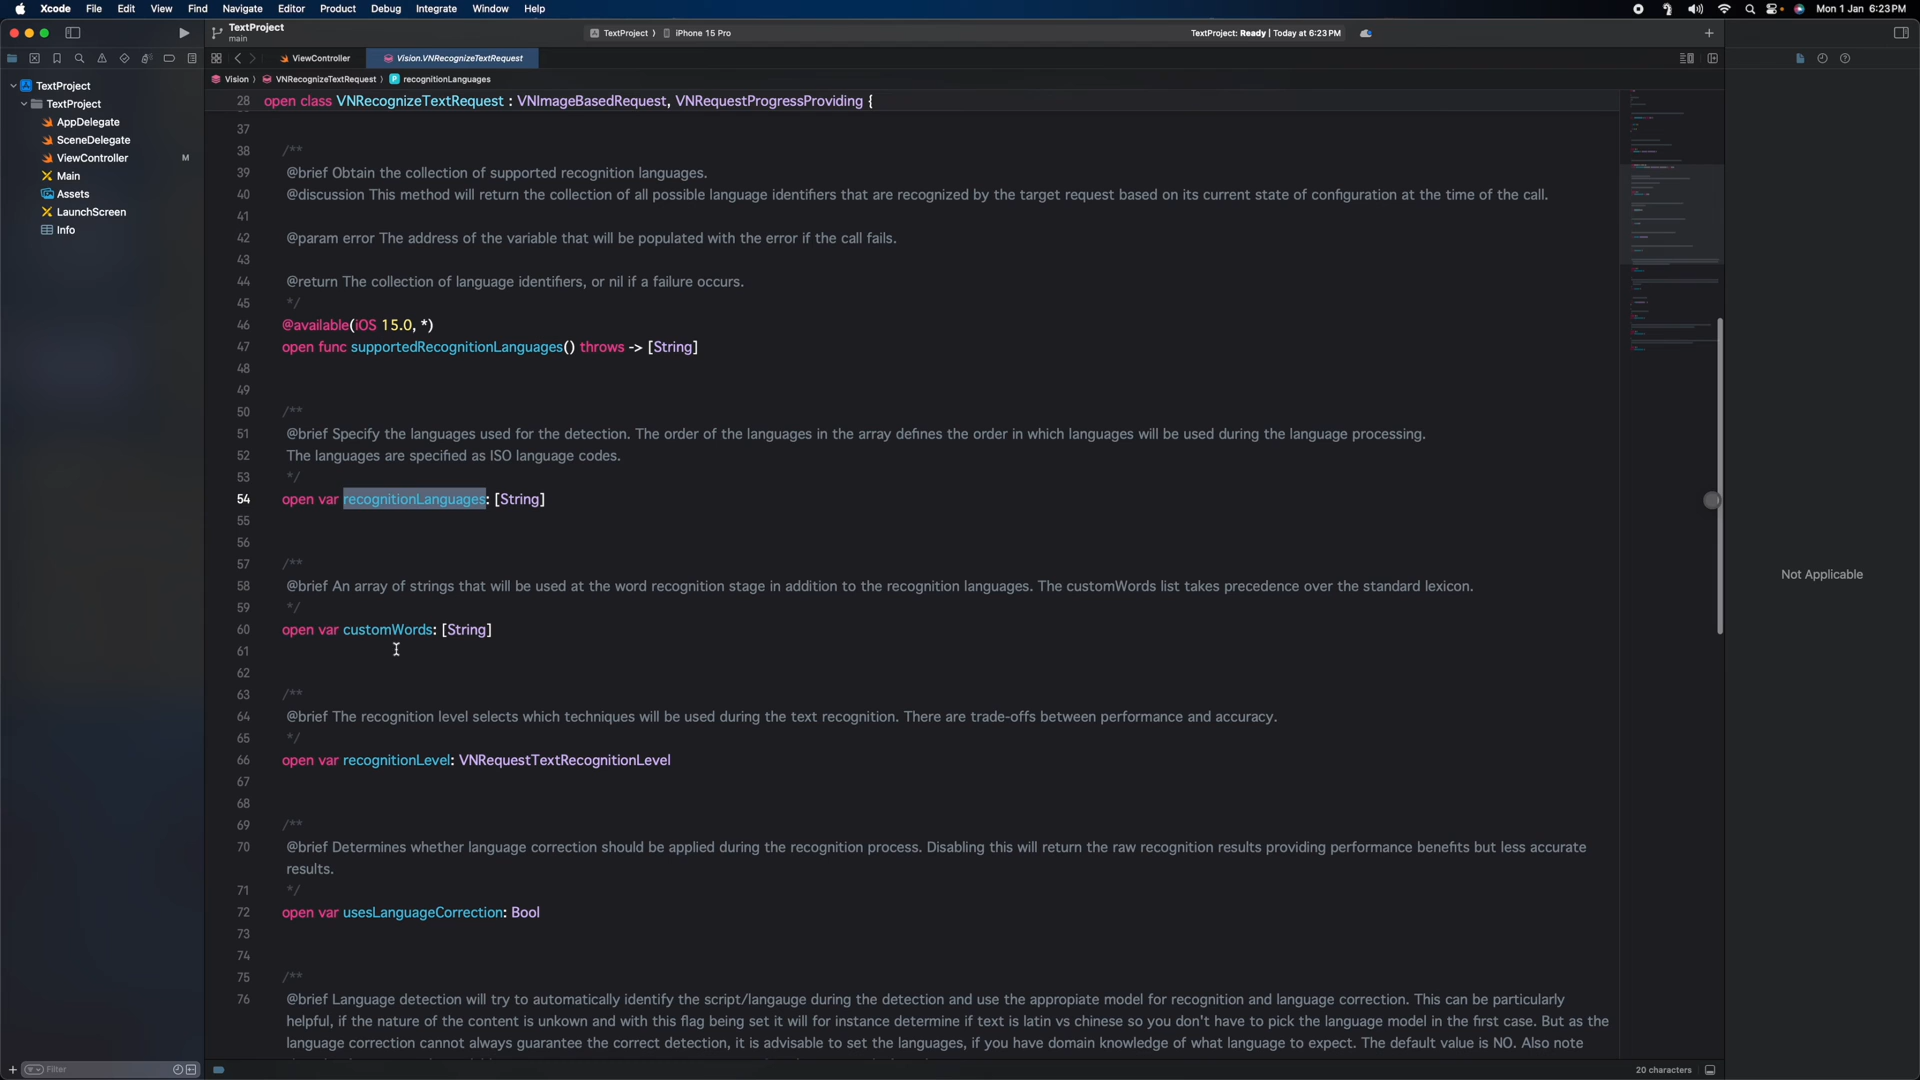 Xcode File Edit View Find Navigate Editor Product Debug Integrate Window Help
Mon 1 Jan 6:23PM
TextProject
main
TextProject ⟩ iPhone 15 Pro
TextProject: Ready | Today at 6:23PM
ViewController
Vision.VNRecognizeTextRequest
Vision ⟩ VNRecognizeTextRequest ⟩ P recognitionLanguages
TextProject
TextProject
AppDelegate
SceneDelegate
ViewController M
Main
Assets
LaunchScreen
Info
Filter
28 open class VNRecognizeTextRequest : VNImageBasedRequest, VNRequestProgressProviding {
37
38 /**
39 @brief Obtain the collection of supported recognition languages.
40 @discussion This method will return the collection of all possible language identifiers that are recognized by the target request based on its current state of configuration at the time of the call.
41
42 @param error The address of the variable that will be populated with the error if the call fails.
43
44 @return The collection of language identifiers, or nil if a failure occurs.
45 */
46 @available(iOS 15.0, *)
47 open func supportedRecognitionLanguages() throws -> [String]
48
49
50 /**
51 @brief Specify the languages used for the detection. The order of the languages in the array defines the order in which languages will be used during the language processing.
52 The languages are specified as ISO language codes.
53 */
54 open var recognitionLanguages: [String]
55
56
57 /**
58 @brief An array of strings that will be used at the word recognition stage in addition to the recognition languages. The customWords list takes precedence over the standard lexicon.
59 */
60 open var customWords: [String]
61
62
63 /**
64 @brief The recognition level selects which techniques will be used during the text recognition. There are trade-offs between performance and accuracy.
65 */
66 open var recognitionLevel: VNRequestTextRecognitionLevel
67
68
69 /**
70 @brief Determines whether language correction should be applied during the recognition process. Disabling this will return the raw recognition results providing performance benefits but less accurate
results.
71 */
72 open var usesLanguageCorrection: Bool
73
74
75 /**
76 @brief Language detection will try to automatically identify the script/langauge during the detection and use the appropiate model for recognition and language correction. This can be particularly
helpful, if the nature of the content is unkown and with this flag being set it will for instance determine if text is latin vs chinese so you don't have to pick the language model in the first case. But as the
language correction cannot always guarantee the correct detection, it is advisable to set the languages, if you have domain knowledge of what language to expect. The default value is NO. Also note
Not Applicable
20 characters